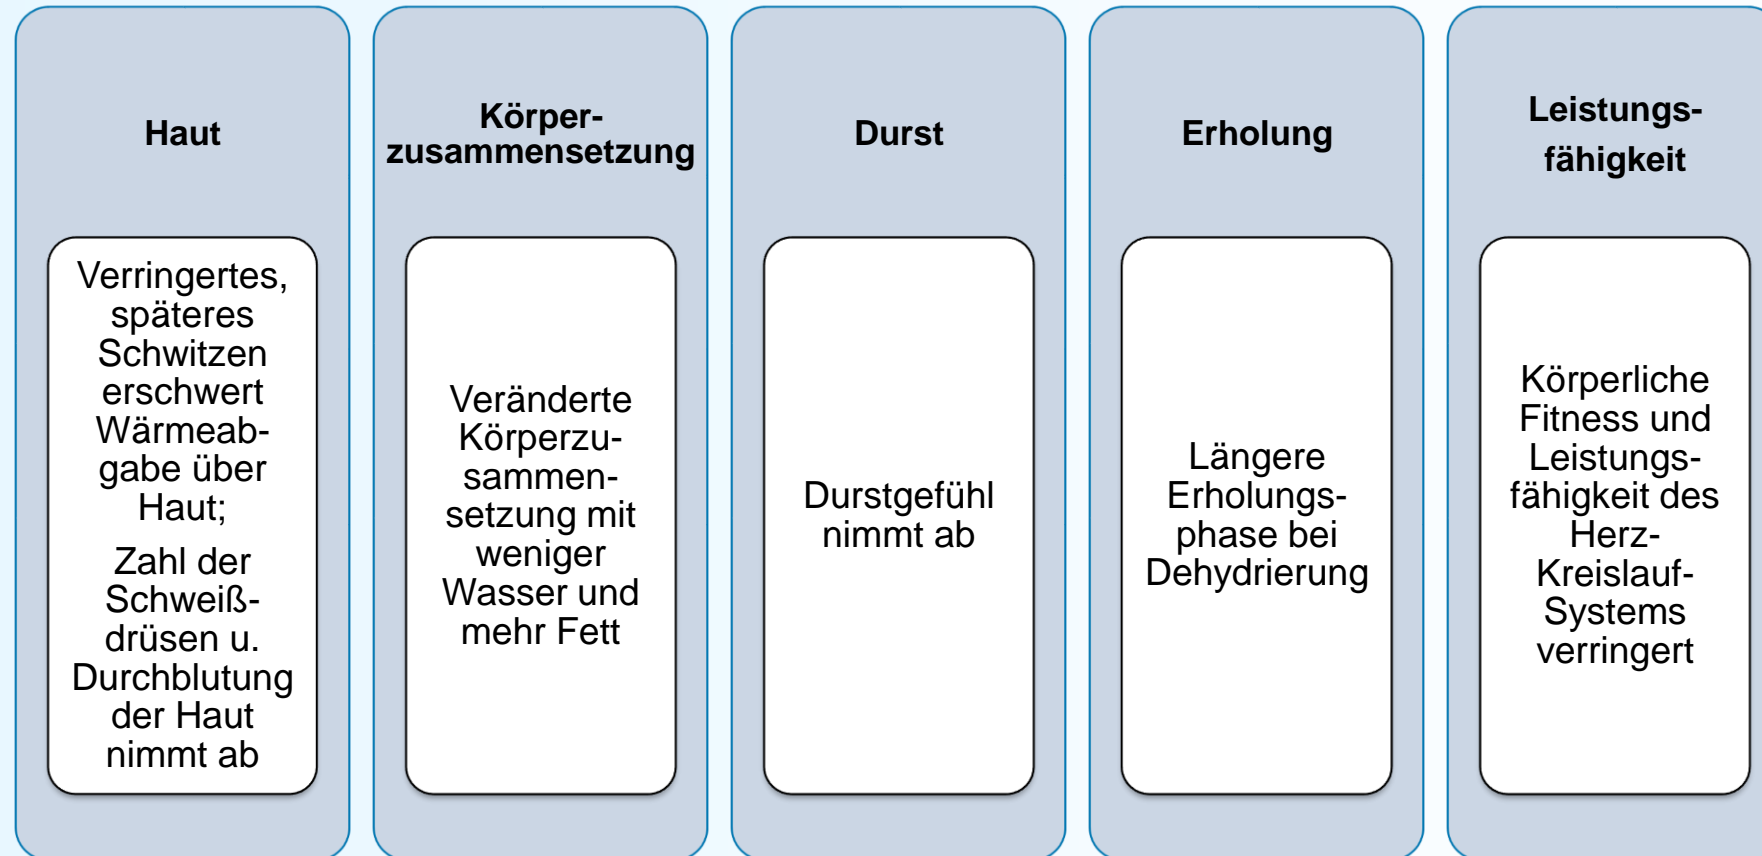 Haut
Verringertes,
späteres
Schwitzen
erschwert
Wärmeab-
gabe über
Haut;
Zahl der
Schweiß-
drüsen u.
Durchblutung
der Haut
nimmt ab
Körper-
zusammensetzung
Veränderte
Körperzu-
sammen-
setzung mit
weniger
Wasser und
mehr Fett
Durst
Durstgefühl
nimmt ab
Erholung
Längere
Erholungs-
phase bei
Dehydrierung
Leistungs-
fähigkeit
Körperliche
Fitness und
Leistungs-
fähigkeit des
Herz-
Kreislauf-
Systems
verringert